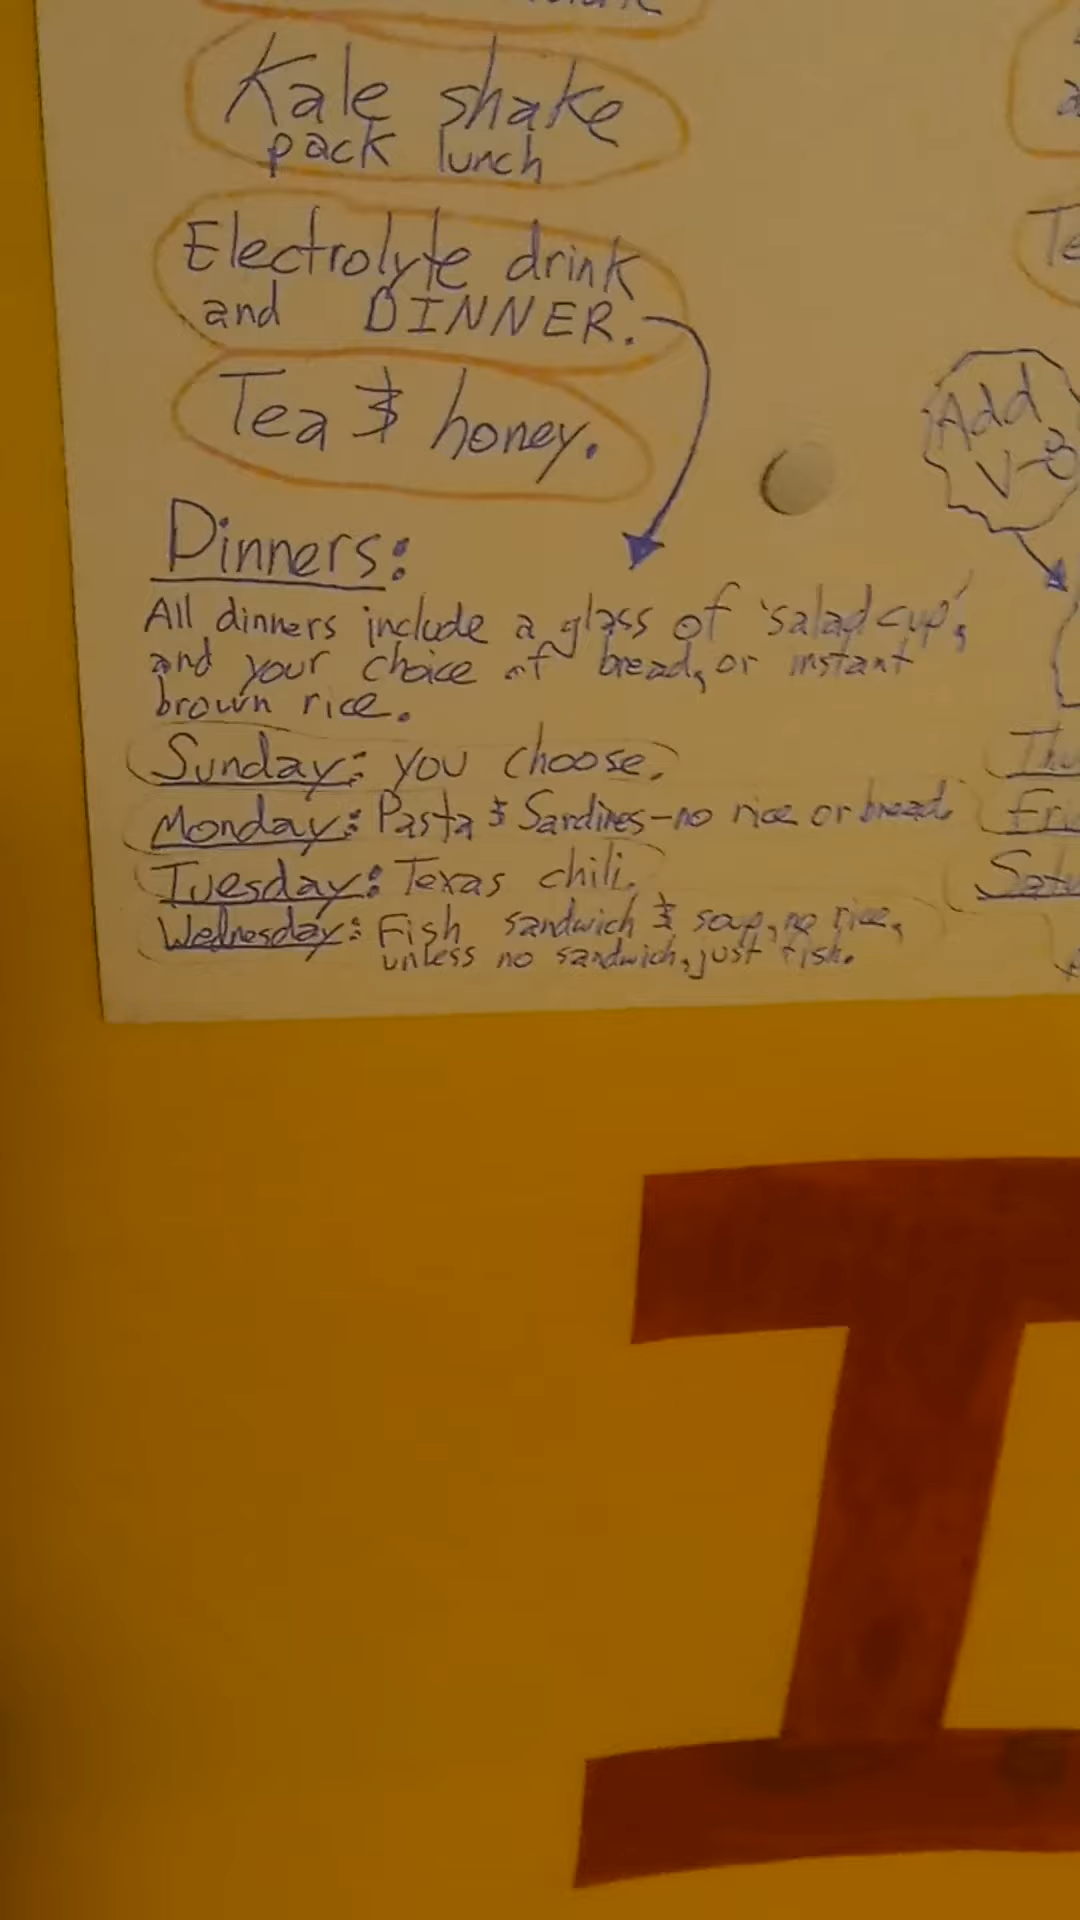 Kale shake
pack lunch
Electrolyte drink
and DINNER.
Tea & honey.
Add
V-8
Dinners:
All dinners include a glass of 'salad cup',
and your choice of bread, or instant
brown rice.
Sunday: you choose.
Monday: Pasta & Sardines-no rice or bread.
Tuesday: Texas chili.
Wednesday: Fish sandwich & soup, no rice,
unless no sandwich, just fish.
I